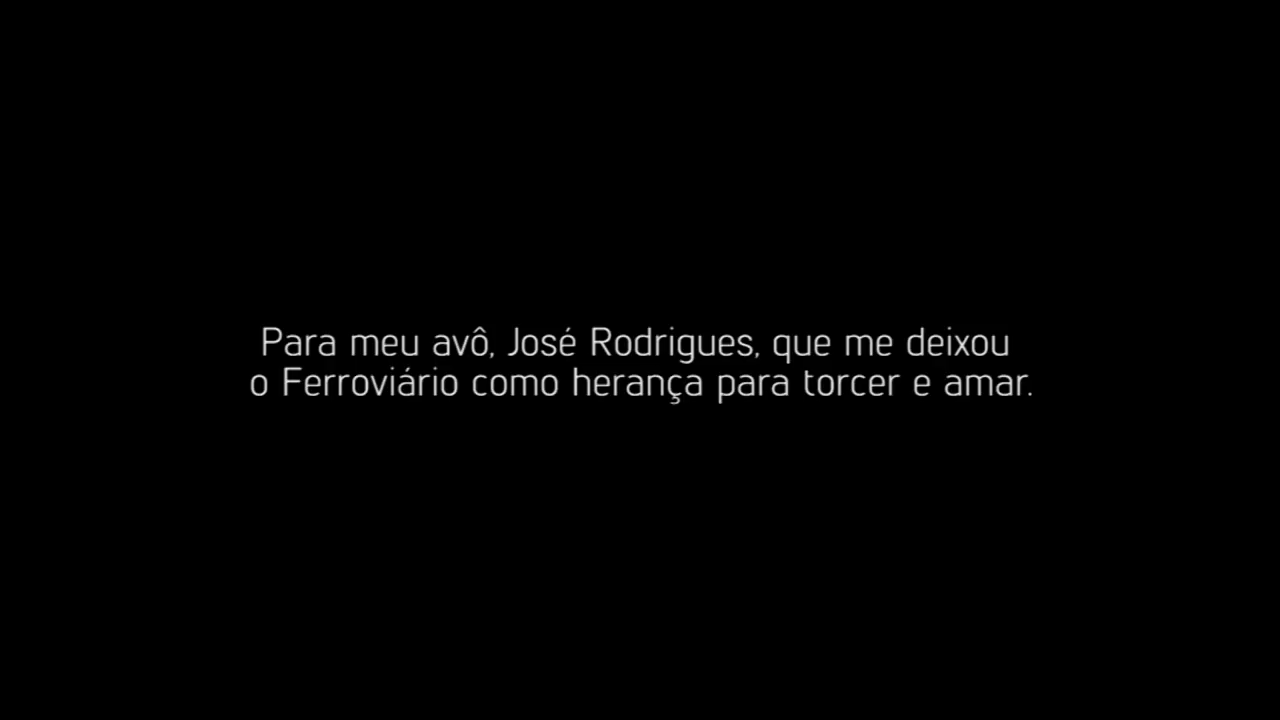 Para meu avô, José Rodrigues, que me deixou
o Ferroviário como herança para torcer e amar.